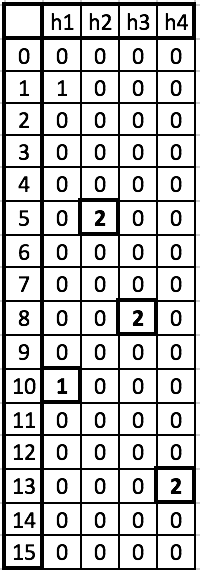 h1 h2 h3 h4
0 0 0 0 0
1 1 0 0 0
2 0 0 0 0
3 0 0 0 0
4 0 0 0 0
5 0 2 0 0
6 0 0 0 0
7 0 0 0 0
8 0 0 2 0
9 0 0 0 0
10 1 0 0 0
11 0 0 0 0
12 0 0 0 0
13 0 0 0 2
14 0 0 0 0
15 0 0 0 0